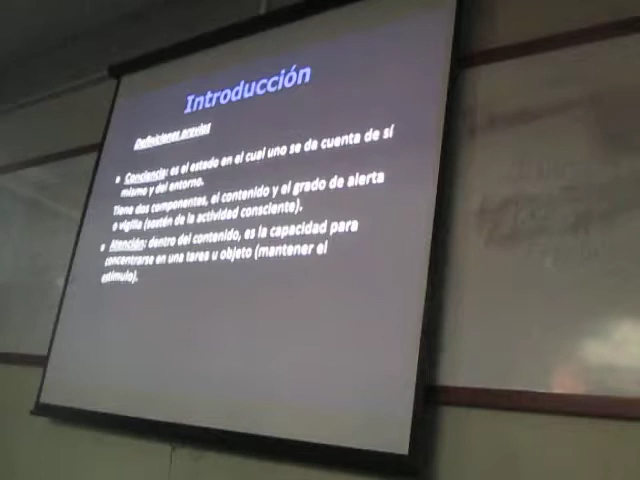 Introducción
Definiciones previas
• Conciencia: es el estado en el cual uno se da cuenta de sí
mismo y del entorno.
Tiene dos componentes, el contenido y el grado de alerta
o vigilia (sostén de la actividad consciente).
• Atención: dentro del contenido, es la capacidad para
concentrarse en una tarea u objeto (mantener el
estímulo).